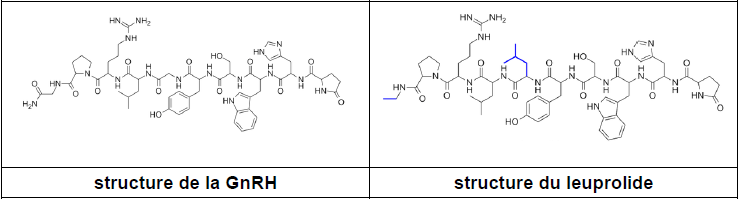 structure de la GnRH
structure du leuprolide